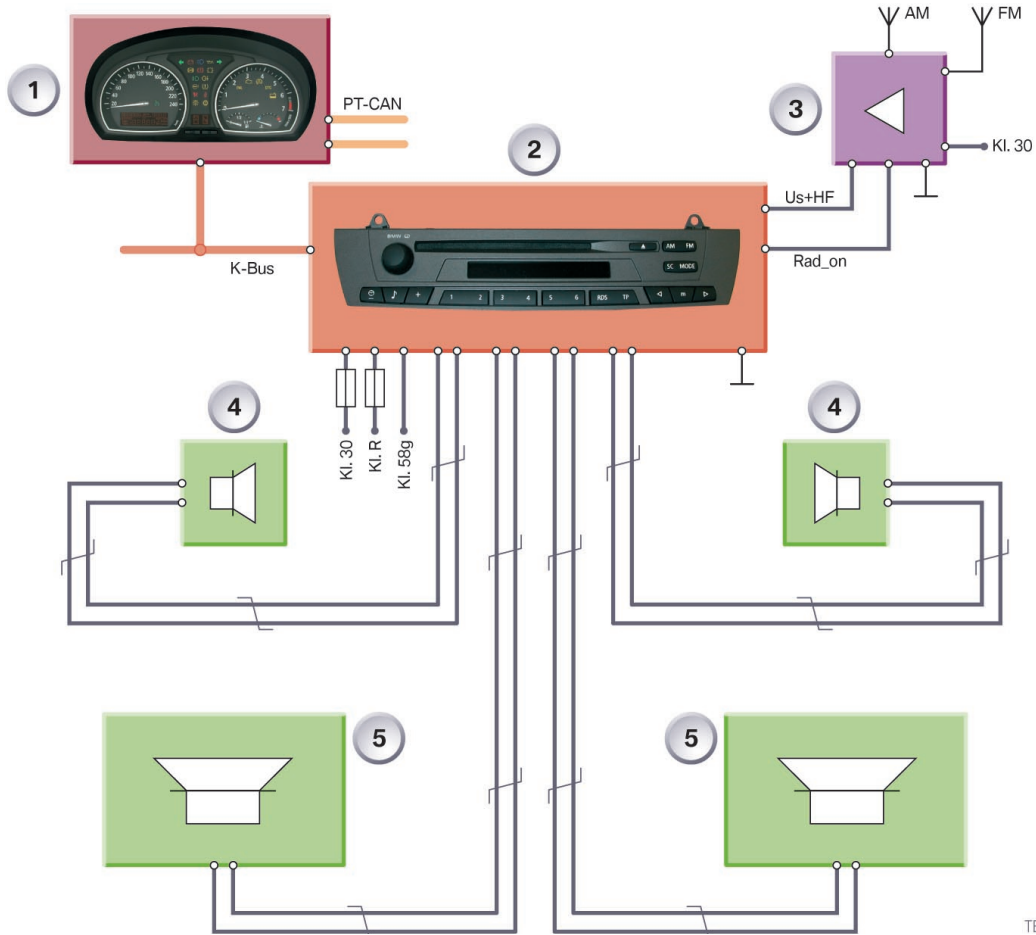 AM
FM
1
PT-CAN
3
Kl. 30
2
Us+HF
Rad_on
K-Bus
AM FM
SC MODE
1 2 3 4 5 6 RDS TP m
4
4
Kl. 30
Kl. R
Kl. 58g
5
5